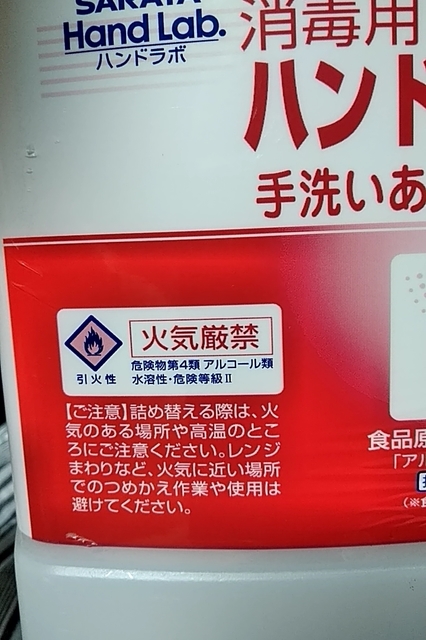 SARAYA
Hand Lab.
ハンドラボ
消毒用
ハンド
手洗いあ
火気厳禁
危険物第4類 アルコール類
引火性
水溶性・危険等級Ⅱ
【ご注意】詰め替える際は、火
気のある場所や高温のとこ
ろにご注意ください。レンジ
まわりなど、火気に近い場所
でのつめかえ作業や使用は
避けてください。
食品原
「アル
(※食